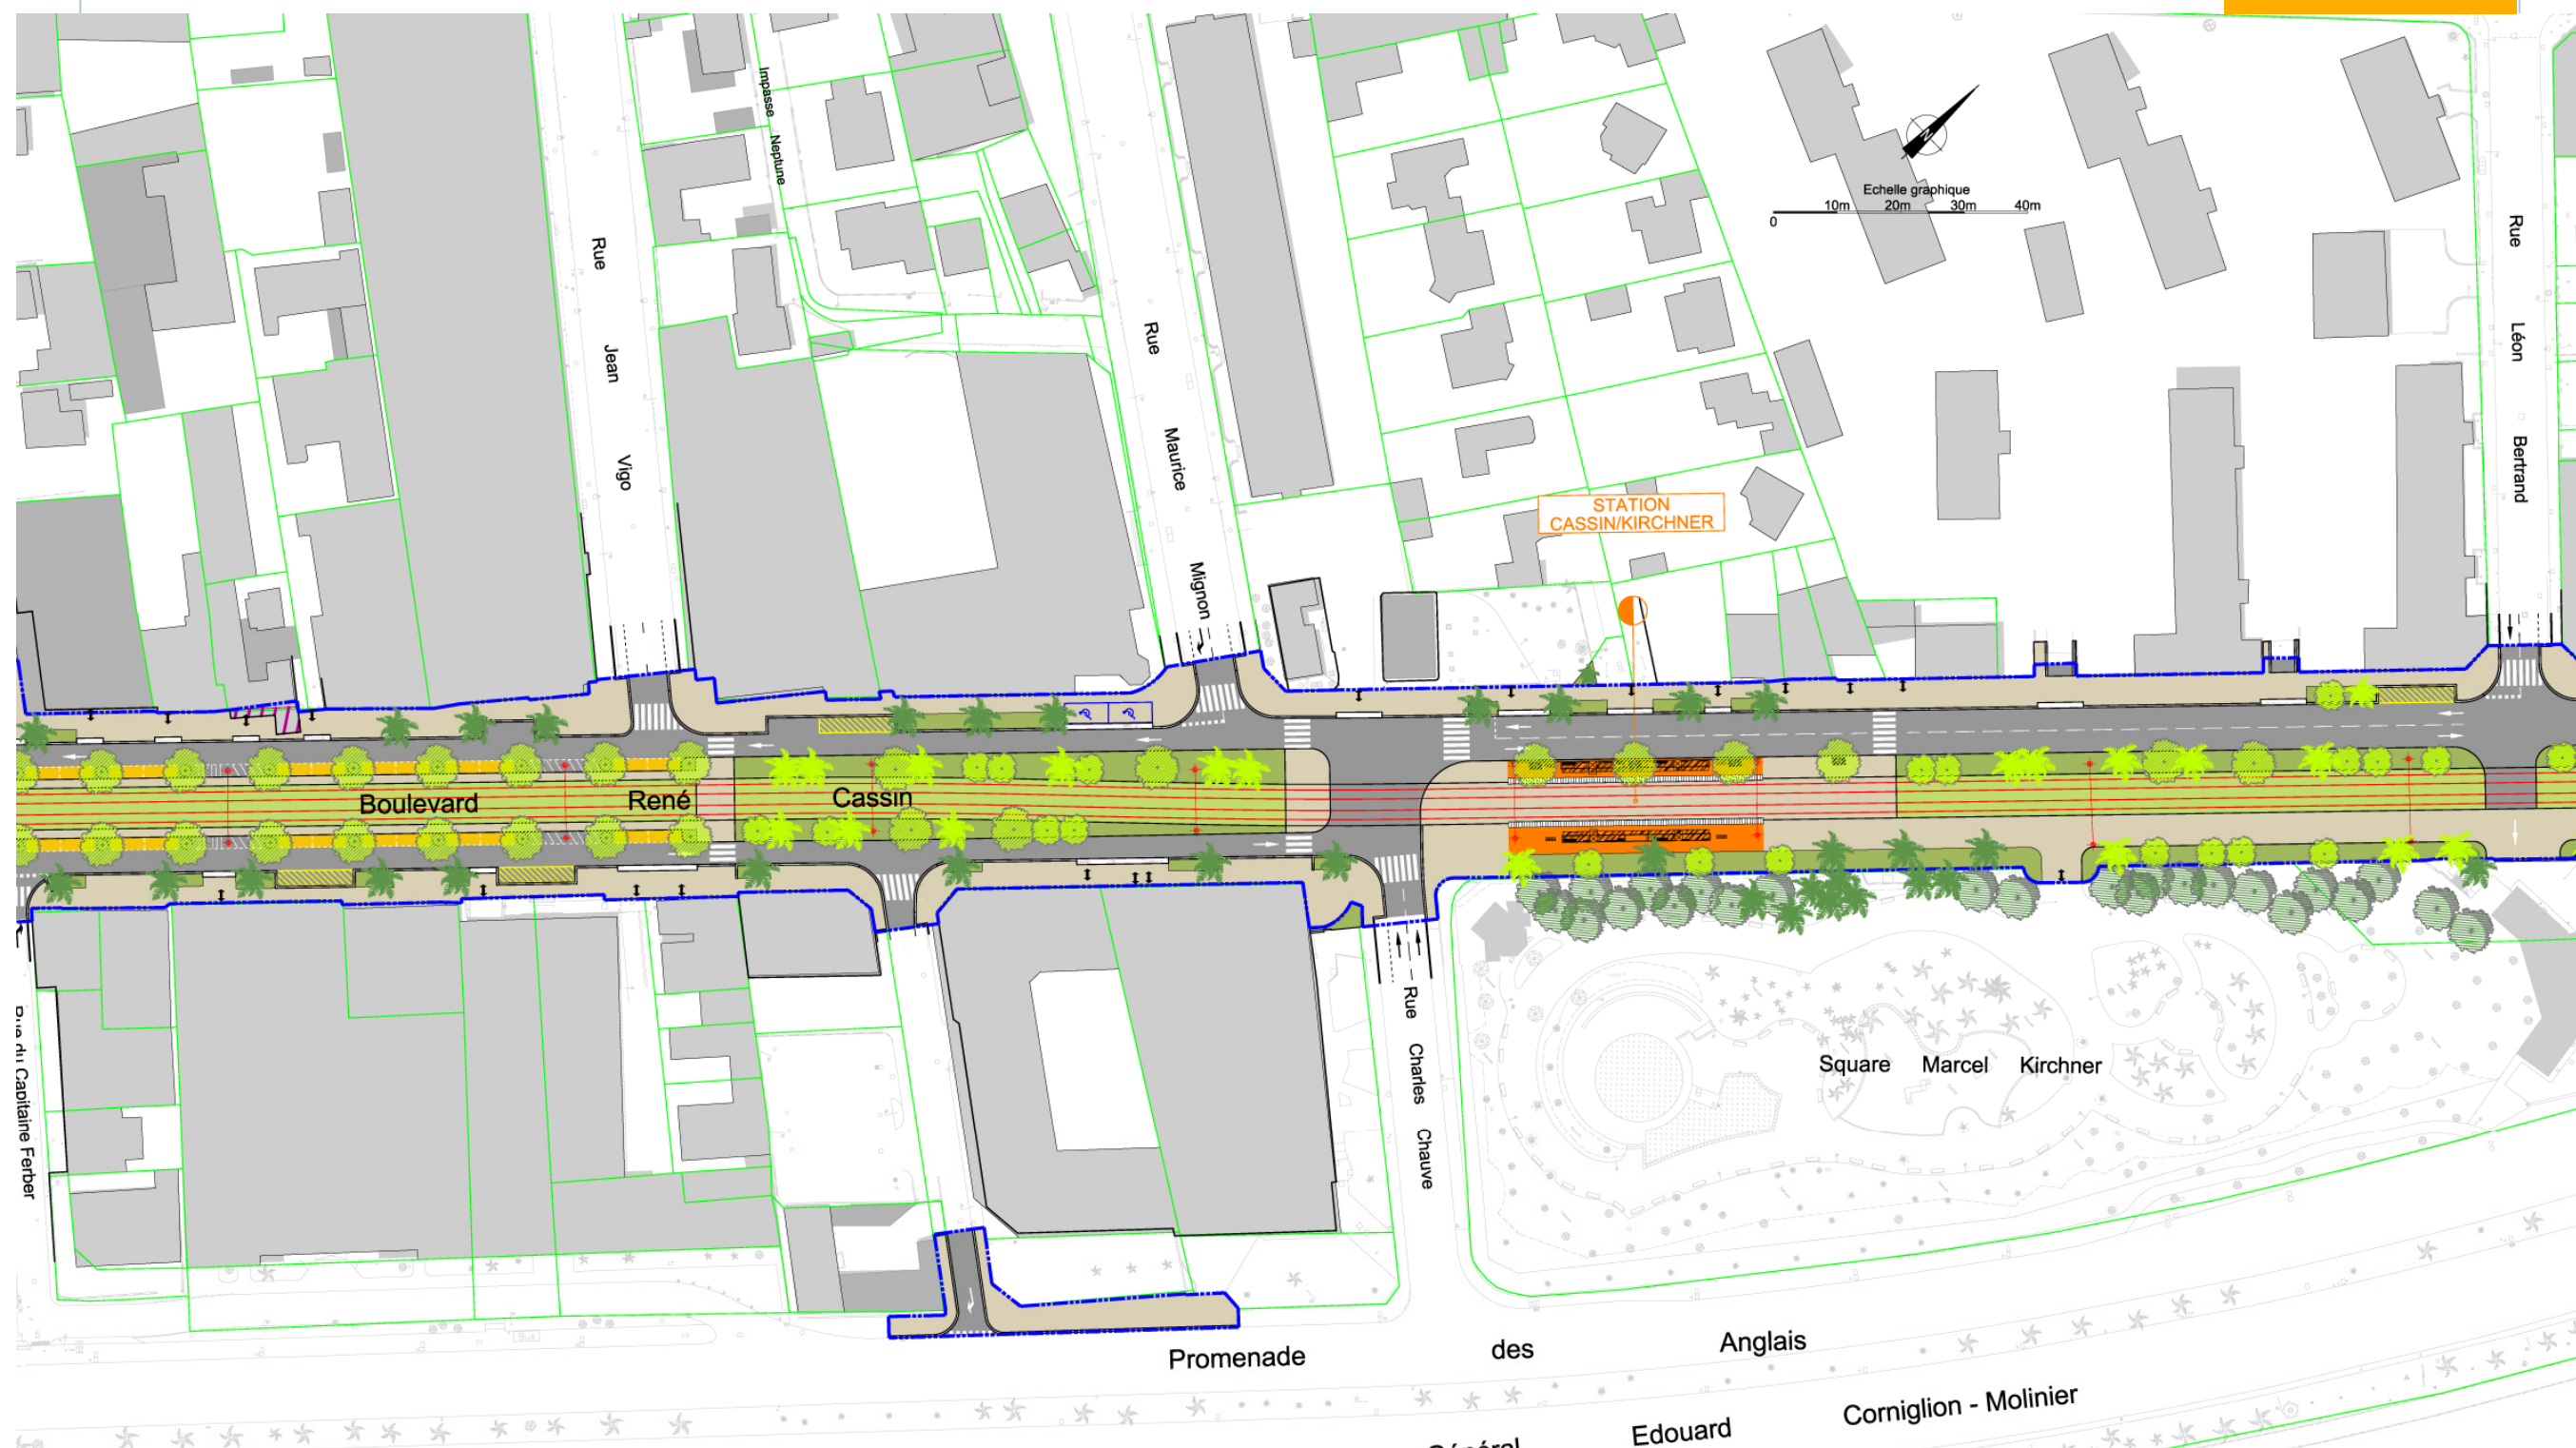 Impasse Neptune
Rue Jean Vigo
Rue Maurice Mignon
N
Echelle graphique
0 10m 20m 30m 40m
Rue Léon Bertrand
STATION
CASSIN/KIRCHNER
Boulevard René Cassin
Rue du Capitaine Ferber
Rue Charles Chauve
Square Marcel Kirchner
Bus
Promenade des Anglais
Général Edouard Corniglion - Molinier